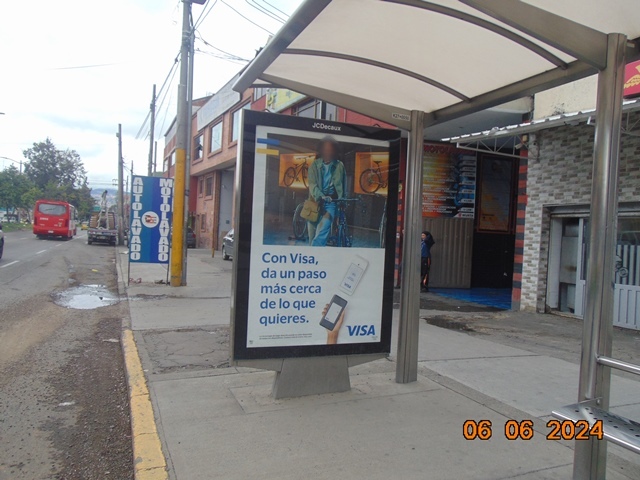 JCDecaux
AUTOLAVADO
MOTOLAVADO
Con Visa,
da un paso
más cerca
de lo que
quieres.
VISA
06 06 2024